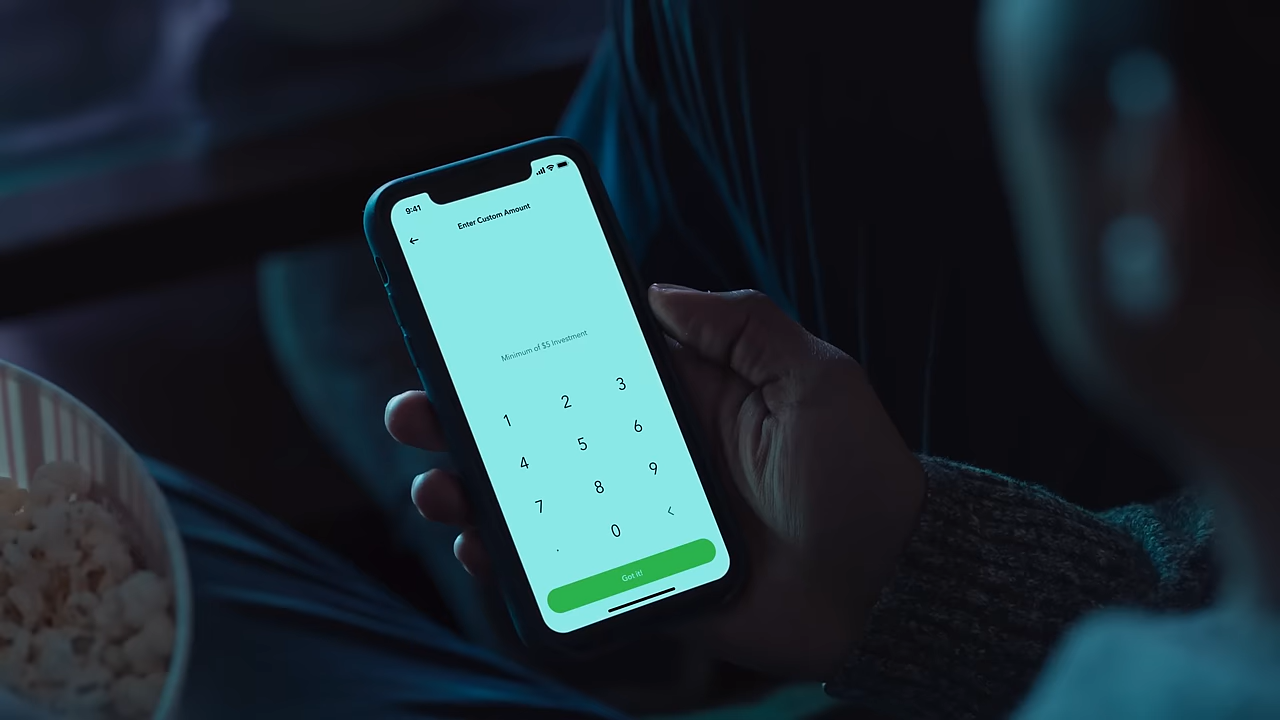 9:41
Enter Custom Amount
Minimum of $5 Investment
1 2 3
4 5 6
7 8 9
. 0 <
Got it!